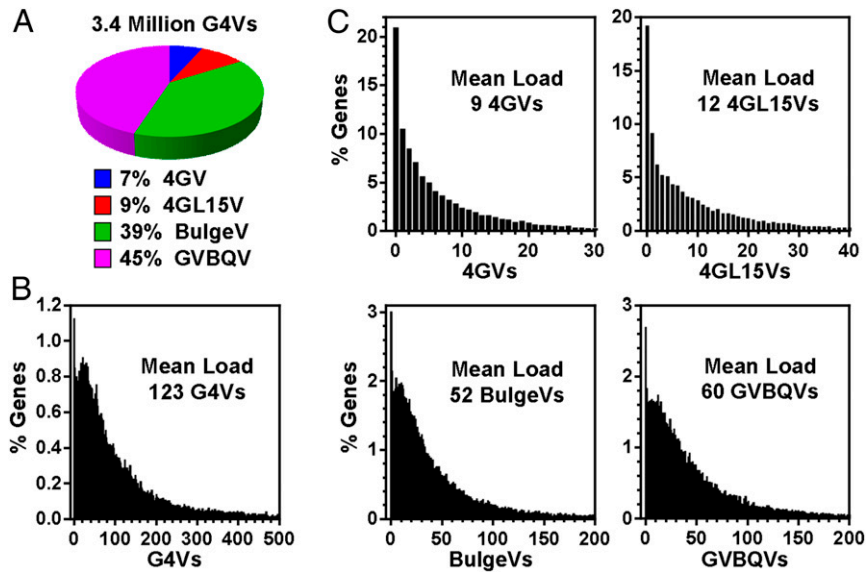 A
3.4 Million G4Vs
7% 4GV
9% 4GL15V
39% BulgeV
45% GVBQV
B
1.2
1.0
0.8
0.6
0.4
0.2
0.0
% Genes
Mean Load
123 G4Vs
0 100 200 300 400 500
G4Vs
C
20
15
10
5
0
% Genes
Mean Load
9 4GVs
0 10 20 30
4GVs
20
15
10
5
0
Mean Load
12 4GL15Vs
0 10 20 30 40
4GL15Vs
3
2
1
0
% Genes
Mean Load
52 BulgeVs
0 50 100 150 200
BulgeVs
3
2
1
0
Mean Load
60 GVBQVs
0 50 100 150 200
GVBQVs